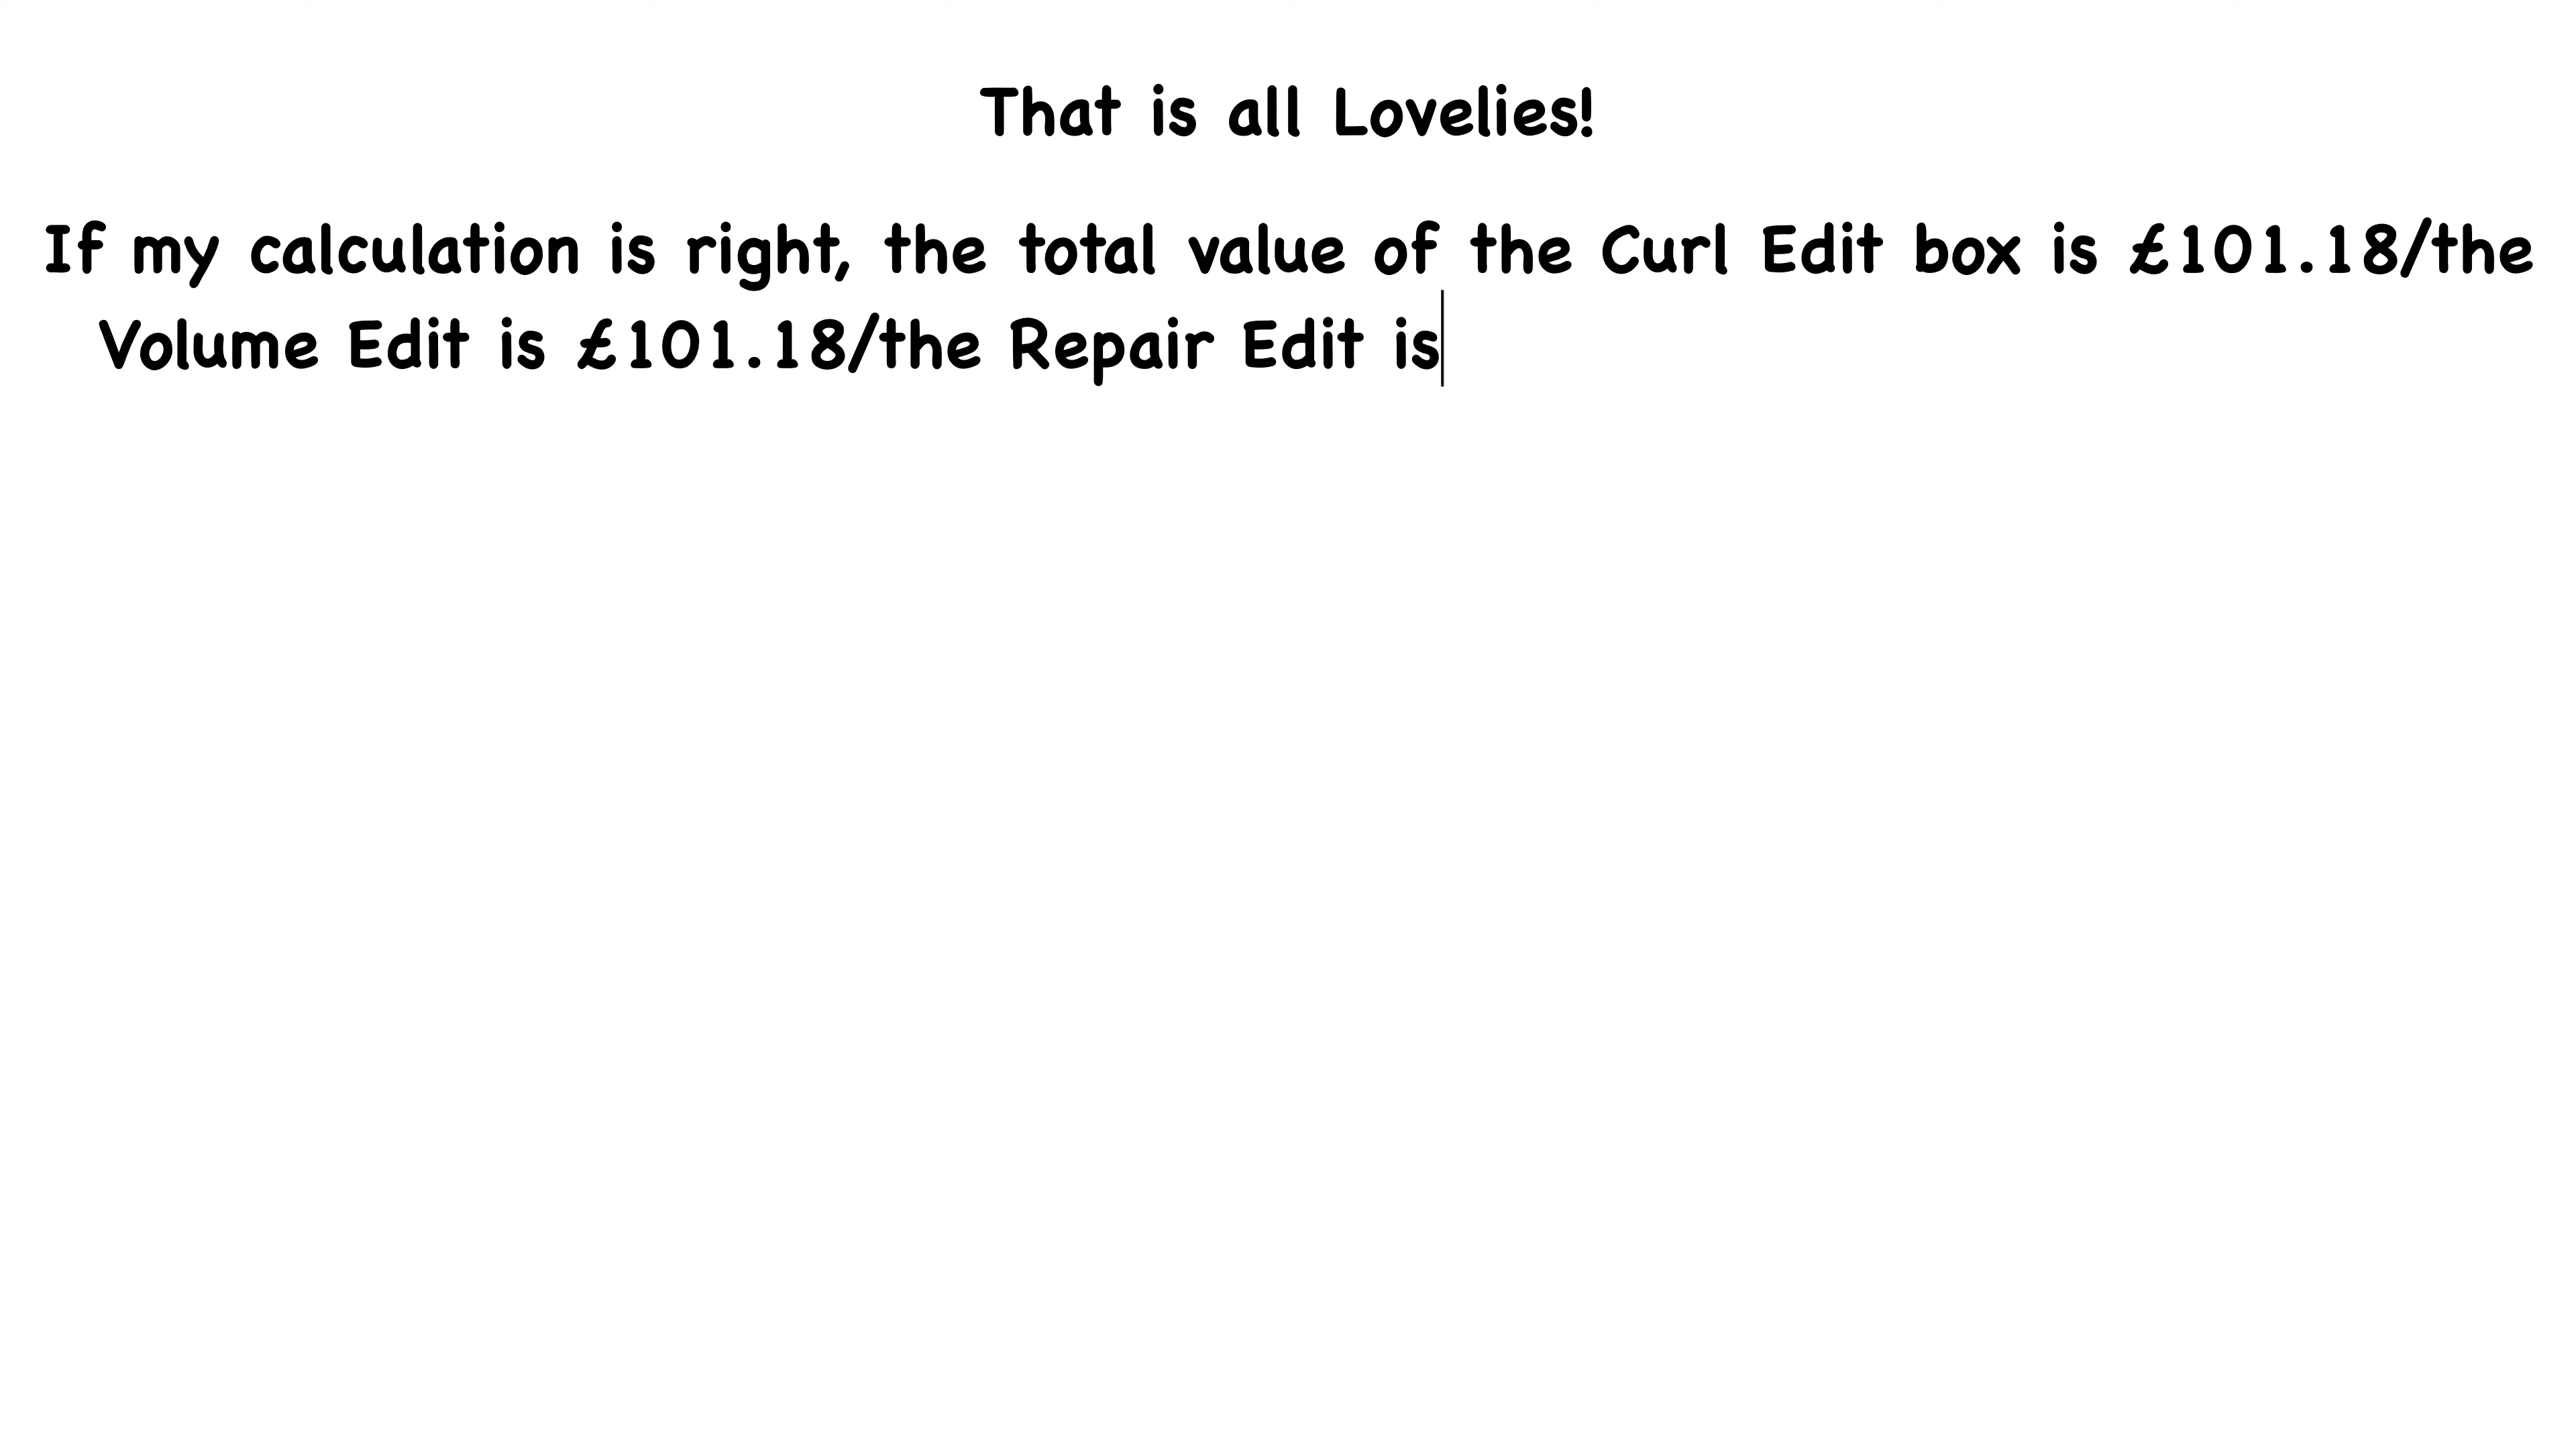 That is all Lovelies!
If my calculation is right, the total value of the Curl Edit box is £101.18/the
Volume Edit is £101.18/the Repair Edit is